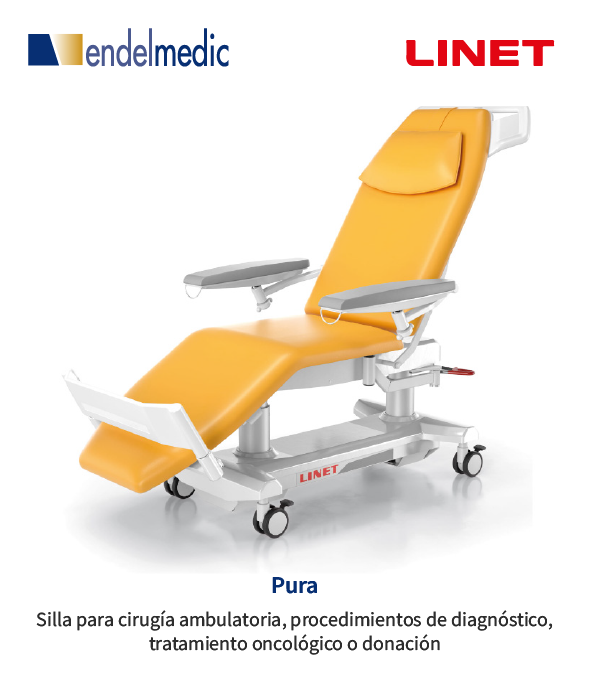 endelmedic
LINET
LINET
Pura
Silla para cirugía ambulatoria, procedimientos de diagnóstico,
tratamiento oncológico o donación